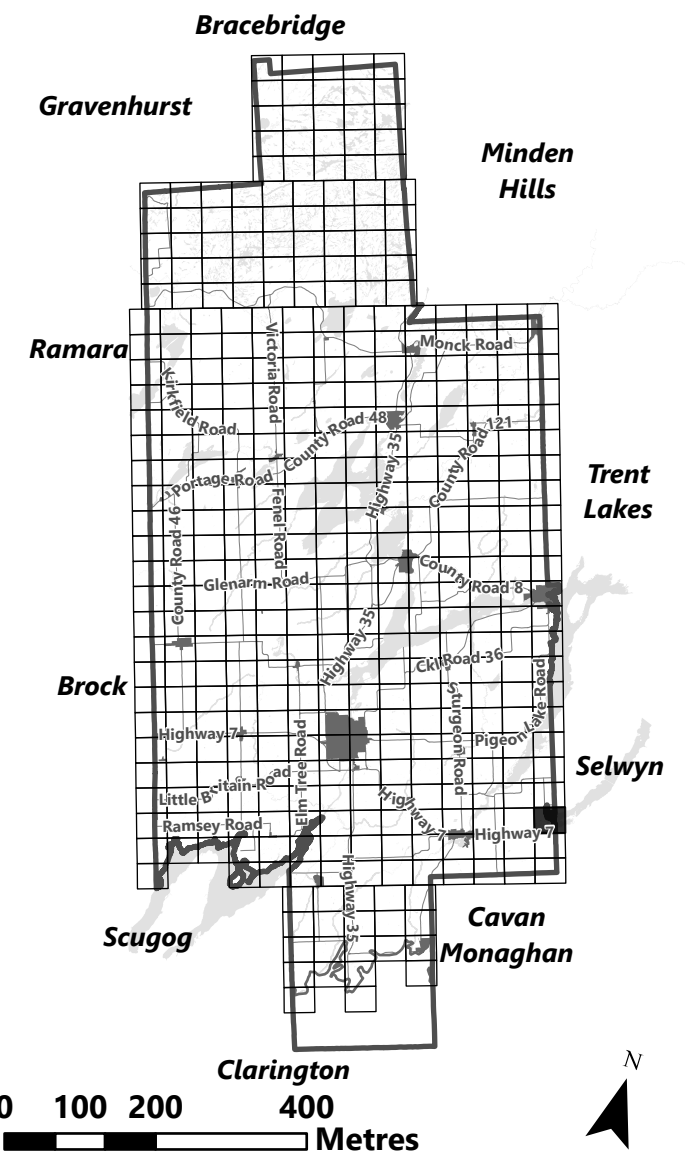 Bracebridge
Gravenhurst
Minden
Hills
Ramara
Monck Road
Victoria Road
Kirkfield Road
County Road 48
County Road 121
Highway 35
Portage Road
Trent
Lakes
Fenel Road
County Road 46
Glenarm Road
County Road 8
Highway 35
Ckl Road 36
Brock
Sturgeon Road
Pigeon Lake Road
Highway 7
Elm Tree Road
Selwyn
Little Britain Road
Highway 7
Ramsey Road
Highway 7
Highway 35
Scugog
Cavan
Monaghan
Clarington
N
0 100 200 400
Metres